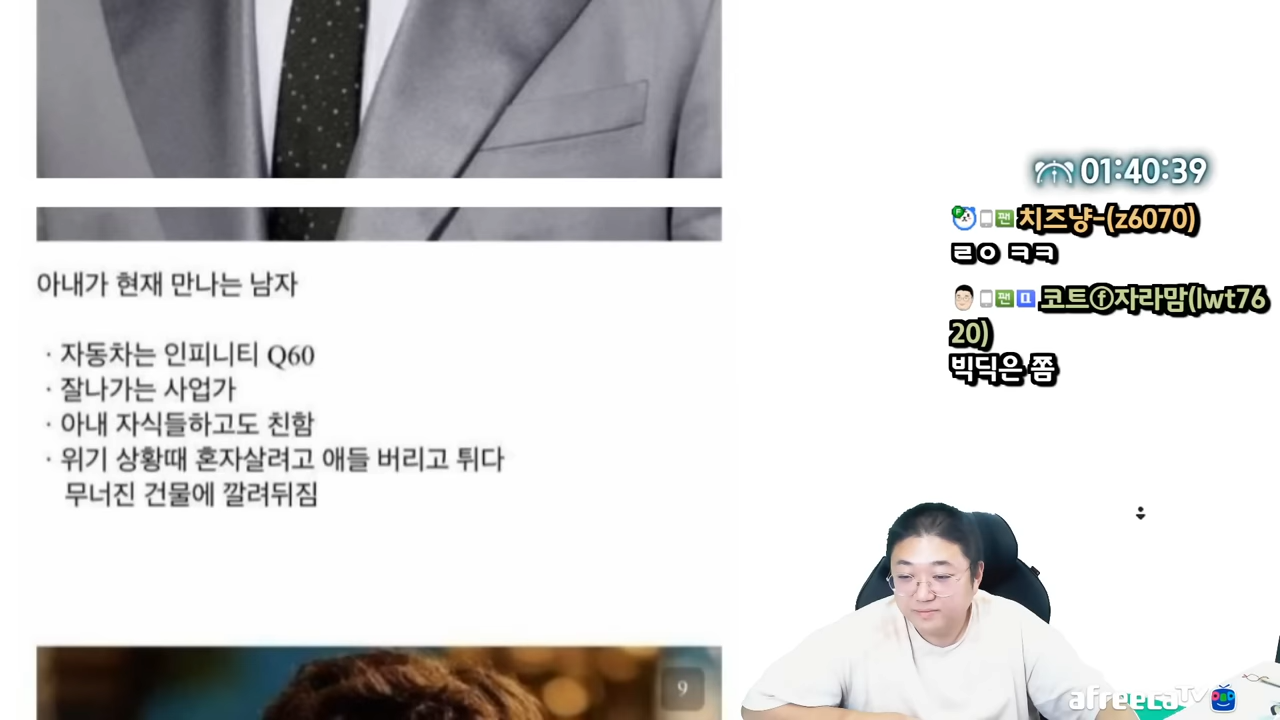 아내가 현재 만나는 남자
· 자동차는 인피니티 Q60
· 잘나가는 사업가
· 아내 자식들하고도 친함
· 위기 상황때 혼자살려고 애들 버리고 튀다
무너진 건물에 깔려뒤짐
9
01:40:39
F 팬 치즈냥-(z6070)
ㄹㅇ ㅋㅋ
팬 코트ⓕ자라맘(lwt76
20)
빅딕은 쫌
afreecaTV